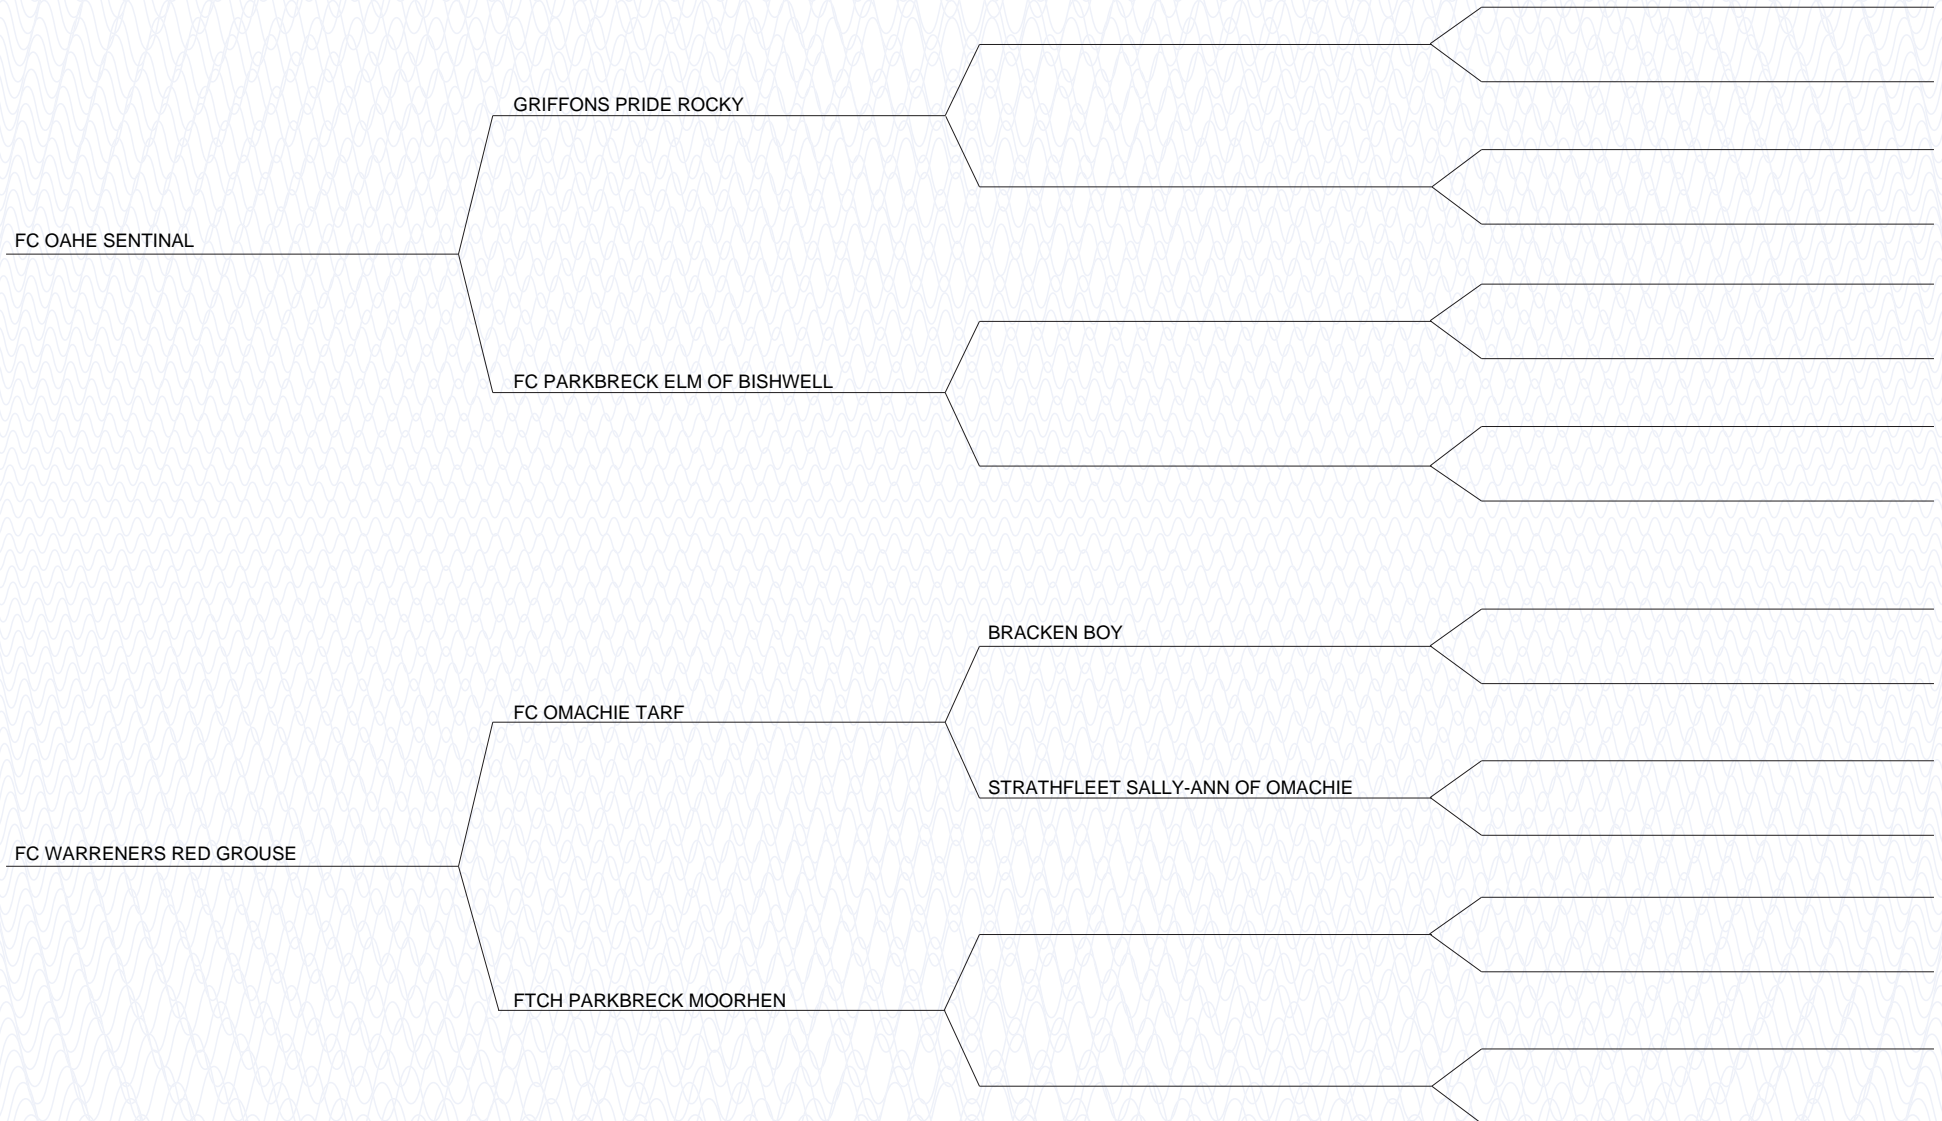 GRIFFONS PRIDE ROCKY
FC OAHE SENTINAL
FC PARKBRECK ELM OF BISHWELL
BRACKEN BOY
FC OMACHIE TARF
STRATHFLEET SALLY-ANN OF OMACHIE
FC WARRENERS RED GROUSE
FTCH PARKBRECK MOORHEN